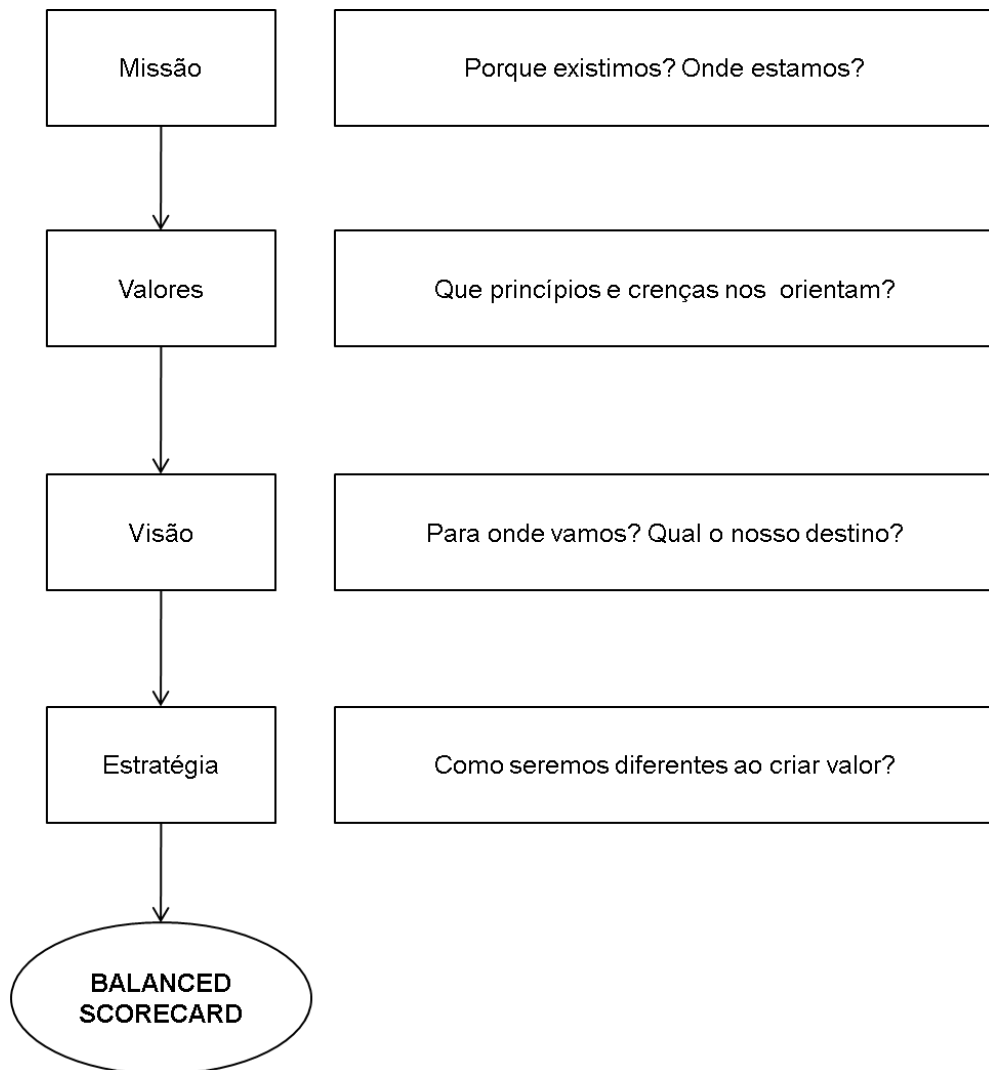 Missão
Porque existimos? Onde estamos?
Valores
Que princípios e crenças nos  orientam?
Visão
Para onde vamos? Qual o nosso destino?
Estratégia
Como seremos diferentes ao criar valor?
BALANCED
SCORECARD